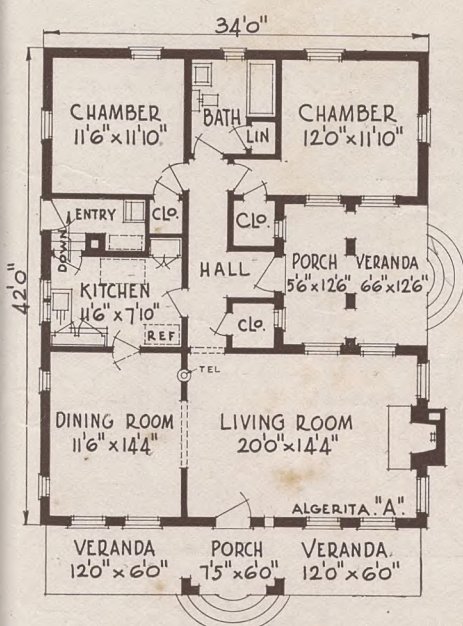 34'0"
CHAMBER
11'6"x11'10"
BATH
LIN
CHAMBER
12'0"x11'10"
ENTRY
CLO.
CLO.
DOWN
HALL
PORCH
5'6"x12'6"
VERANDA
6'6"x12'6"
42'0"
KITCHEN
11'6"x7'10"
REF
CLO.
TEL
DINING ROOM
11'6"x14'4"
LIVING ROOM
20'0"x14'4"
ALGERITA."A".
VERANDA
12'0"x6'0"
PORCH
7'5"x6'0"
VERANDA.
12'0"x6'0"